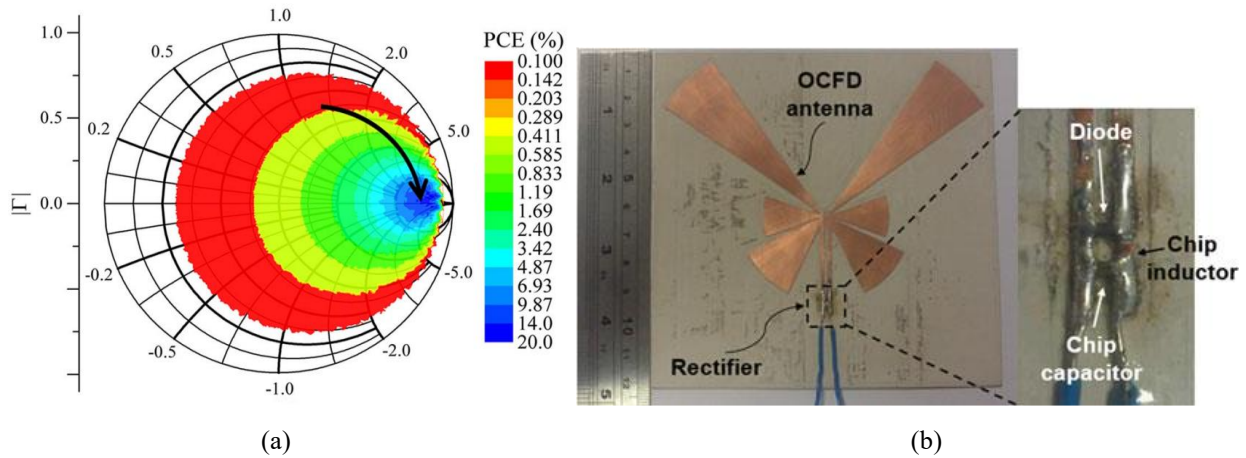 1.0
0.5
0.0
0.5
1.0
|Γ|
1.0
2.0
5.0
-5.0
-2.0
-1.0
-0.5
-0.2
0.2
0.5
PCE (%)
0.100
0.142
0.203
0.289
0.411
0.585
0.833
1.19
1.69
2.40
3.42
4.87
6.93
9.87
14.0
20.0
(a)
OCFD
antenna
Rectifier
Diode
Chip
inductor
Chip
capacitor
(b)